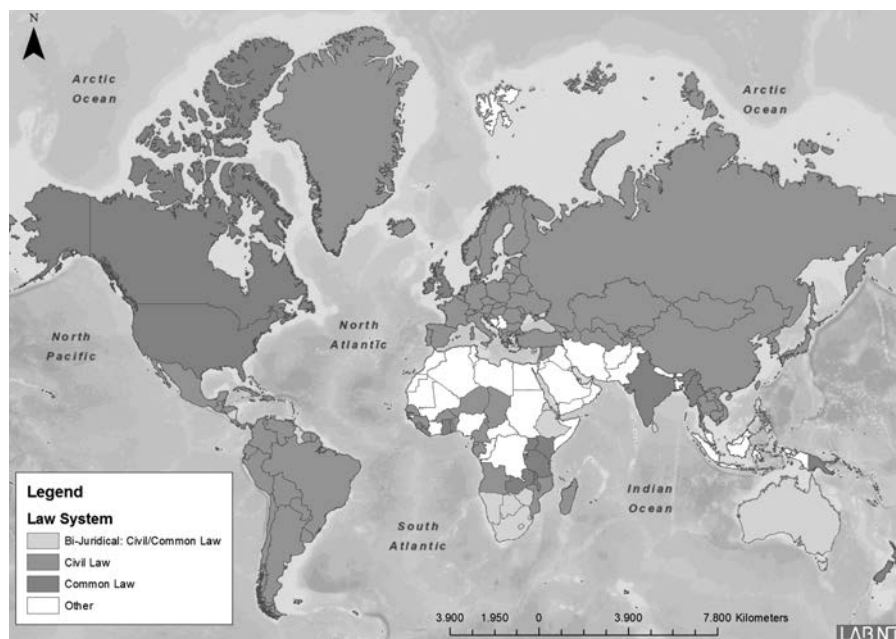 N
Arctic
Ocean
Arctic
Ocean
North
Pacific
North
Atlantic
Indian
Ocean
South
Atlantic
Legend
Law System
Bi-Juridical: Civil/Common Law
Civil Law
Common Law
Other
3.900 1.950 0 3.900 7.800 Kilometers